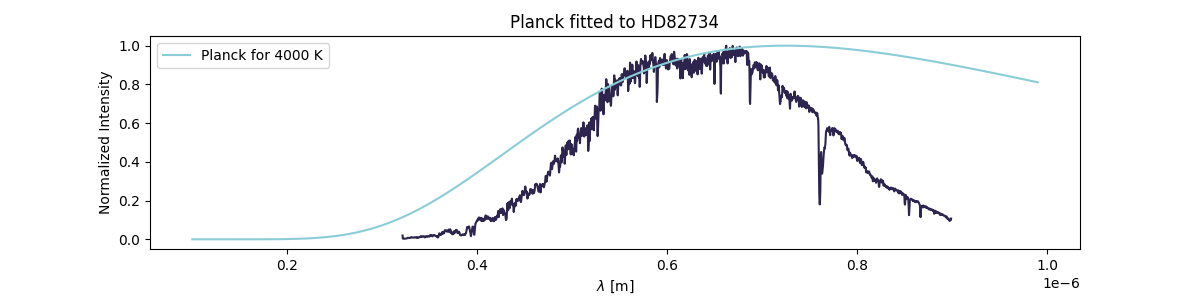 Planck fitted to HD82734
Planck for 4000 K
Normalized Intensity
1.0
0.8
0.6
0.4
0.2
0.0
0.2 0.4 0.6 0.8 1.0
1e−6
λ [m]